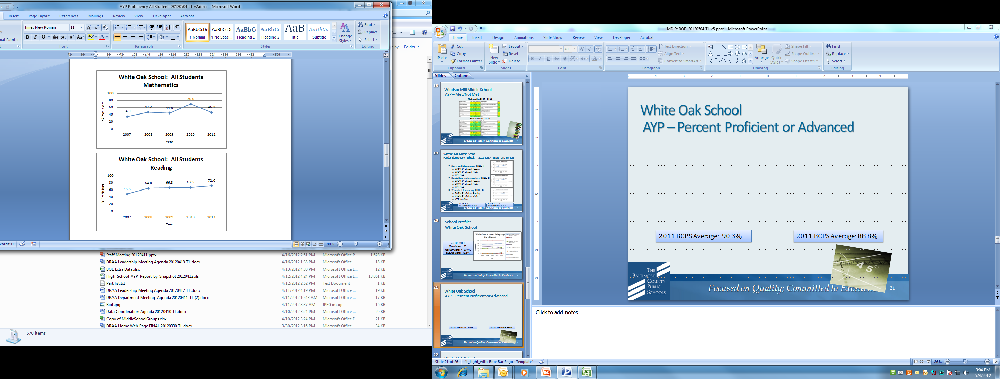 AYP Proficiency All Students 20120504 TL v2.docx - Microsoft Word
Insert Page Layout References Mailings Review View Developer Acrobat
Times New Roman 11
Format Painter
Font Paragraph Styles Editing
AaBbCcDc AaBbCcDc AaBbCc AaBbCc AaB AaBbCc.
¶ Normal ¶ No Spaci... Heading 1 Heading 2 Title Subtitle
Change Styles
Find
Replace
Select
by: Folder
72 36 36 72 108 144 180 216 252 288 324 360 396 432 504
White Oak School: All Students
Mathematics
100
80
60
40
20
0
% Proficient
34.9 47.2 44.8 70.0 46.2
2007 2008 2009 2010 2011
Year
White Oak School: All Students
Reading
100
80
60
40
20
0
% Proficient
48.8 64.8 66.3 67.5 72.0
2007 2008 2009 2010 2011
Year
Words: 0
80%
Staff Meeting 20120411.pptx 4/16/2012 2:51 PM Microsoft Office P... 1,628 KB
DRAA Leadership Meeting Agenda 20120419 TL.docx 4/16/2012 1:38 PM Microsoft Office ... 18 KB
BOE Extra Data.xlsx 4/13/2012 4:30 PM Microsoft Office E... 12 KB
High_School_AYP_Report_by_Snapshot 20120412.xls 4/12/2012 4:24 PM Microsoft Office E... 13,051 KB
Part list.txt 4/12/2012 2:52 PM Text Document 1 KB
DRAA Leadership Meeting Agenda 20120412 TL.docx 4/11/2012 4:19 PM Microsoft Office ... 19 KB
DRAA Department Meeting Agenda 20120411 TL (2).docx 4/11/2012 10:43 AM Microsoft Office ... 17 KB
Riot.jpg 4/11/2012 8:37 AM JPEG image 15 KB
Data Coordination Agenda 20120410 TL.docx 4/10/2012 3:24 PM Microsoft Office ... 20 KB
Copy of MiddleSchoolGroups.xlsx 4/10/2012 3:24 PM Microsoft Office E... 21 KB
DRAA Home Web Page FINAL 20120330 TL.docx 3/30/2012 3:16 PM Microsoft Office ... 34 KB
570 items
MD St BOE 20120504 TL v5.pptx - Microsoft PowerPoint
Home Insert Design Animations Slide Show Review View Developer Acrobat
Paste
Cut
Copy
Format Painter
New Slide
Layout
Reset
Delete
40
Text Direction
Align Text
Convert to SmartArt
Arrange
Quick Styles
Shape Fill
Shape Outline
Shape Effects
Find
Replace
Select
Clipboard Slides Font Paragraph Drawing Editing
Slides Outline
18
Windsor Mill Middle School
AYP – Met/Not Met
Mathematics 2007 - 2011
Reading 2007 - 2011
Focused on Quality; Committed to Excellence
19
Windsor Mill Middle School
Feeder Elementary Schools – 2011 MSA Results and FARMS
Dogwood Elementary (Title I)
93.1% Proficient Reading
93.5% Proficient Math
AYP Met
Randallstown Elementary (Title I)
83.2% Proficient Reading
88.4% Proficient Math
AYP Met
Winfield Elementary (Title I)
78.2% Proficient Reading
69.4% Proficient Math
AYP Not Met
Focused on Quality; Committed to Excellence
20
School Profile:
White Oak School
2010-2011
Enrollment: 62
Mobility Rate: ≥ 95.0%
FARMS Rate: 79.8%
White Oak School: Subgroup
Enrollment
2007 2008 2009 2010 2011
Focused on Quality; Committed to Excellence
21
White Oak School
AYP – Percent Proficient or Advanced
2011 BCPS Average: 90.3%
2011 BCPS Average: 88.8%
Focused on Quality; Committed to Excellence
22
White Oak School
White Oak School
AYP – Percent Proficient or Advanced
2011 BCPS Average: 90.3%
2011 BCPS Average: 88.8%
45°
THE
BALTIMORE
COUNTY
PUBLIC
SCHOOLS
Focused on Quality; Committed to Excellence
21
Click to add notes
Slide 21 of 26 "1_Light_with Blue Bar Segoe Template"
86%
3:04 PM
5/4/2012